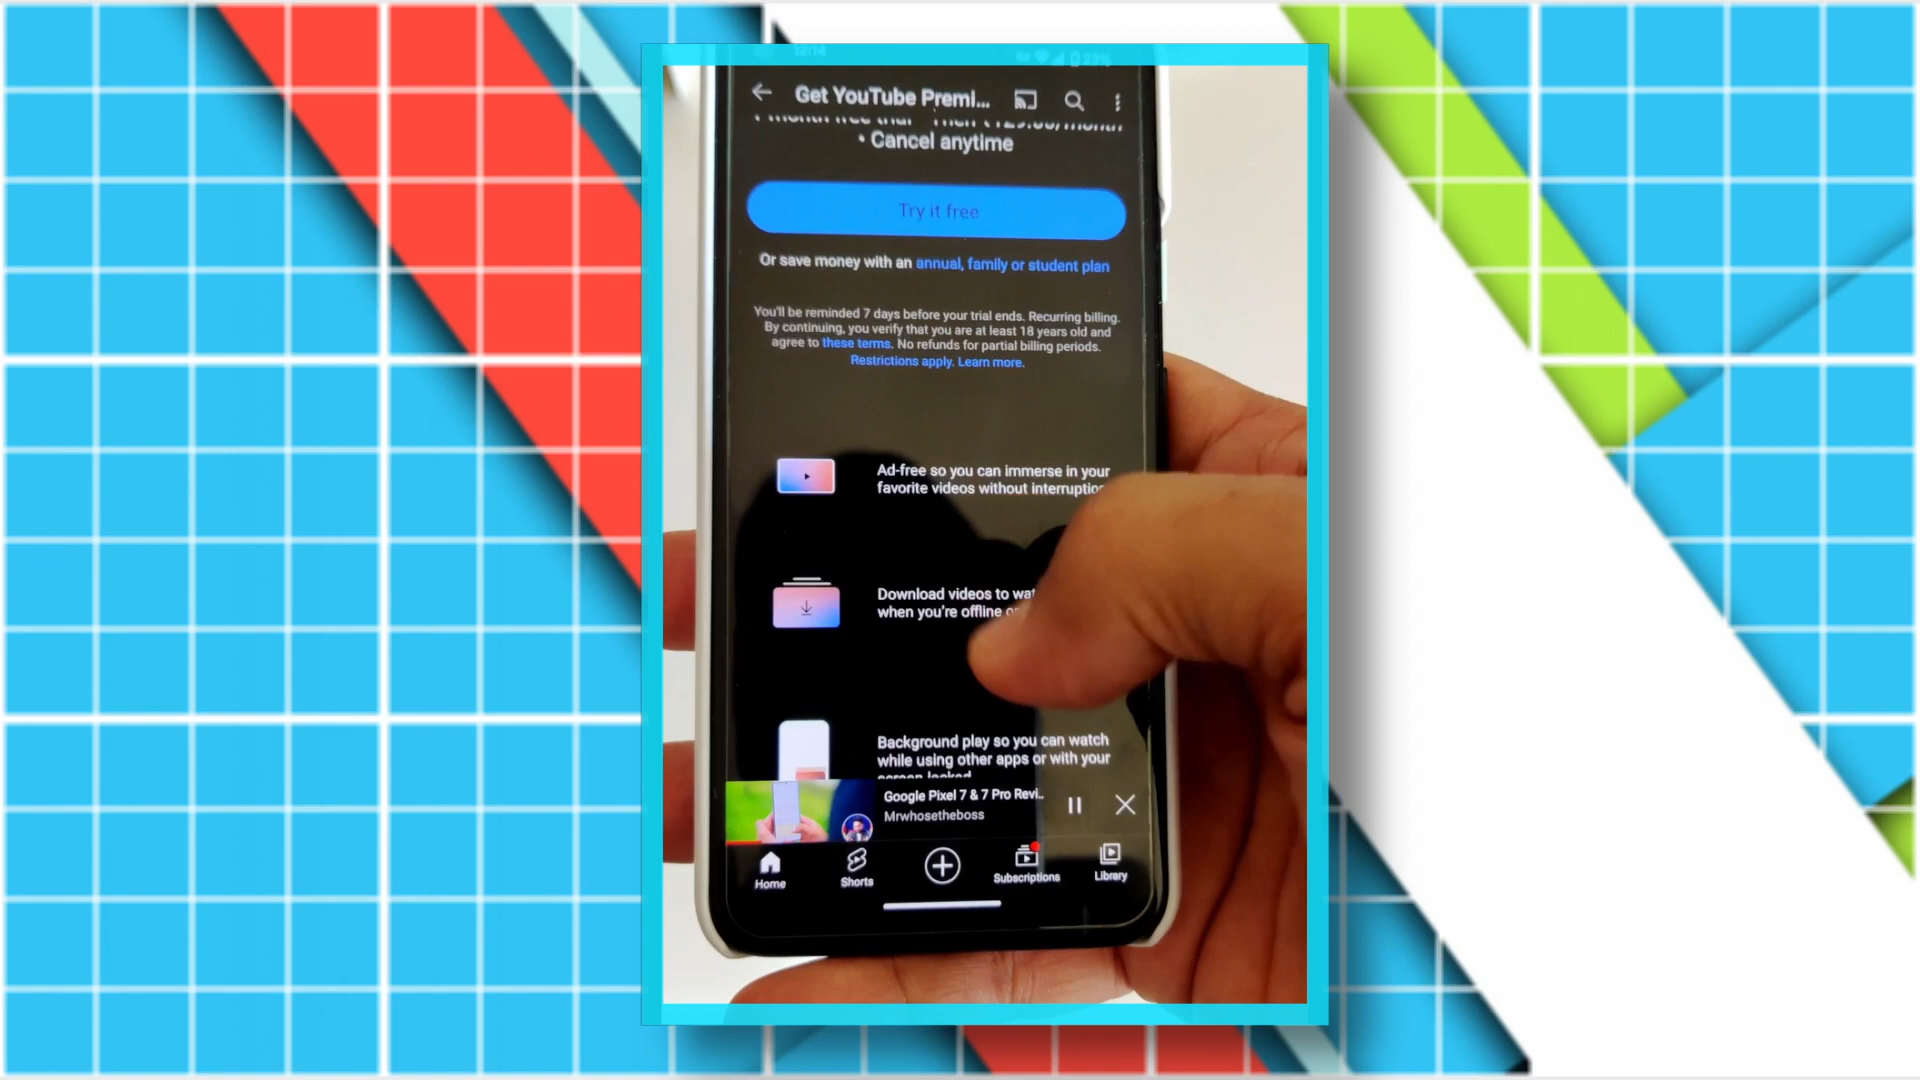 Get YouTube Premi...
• Cancel anytime
Try it free
Or save money with an annual, family or student plan
You'll be reminded 7 days before your trial ends. Recurring billing.
By continuing, you verify that you are at least 18 years old and
agree to these terms. No refunds for partial billing periods.
Restrictions apply. Learn more.
Ad-free so you can immerse in your
favorite videos without
Download videos to
when you're offline
Background play so you can watch
while using other apps or with your
screen locked
Google Pixel 7 & 7 Pro Revi..
Mrwhosetheboss
Home
Shorts
Subscriptions
Library